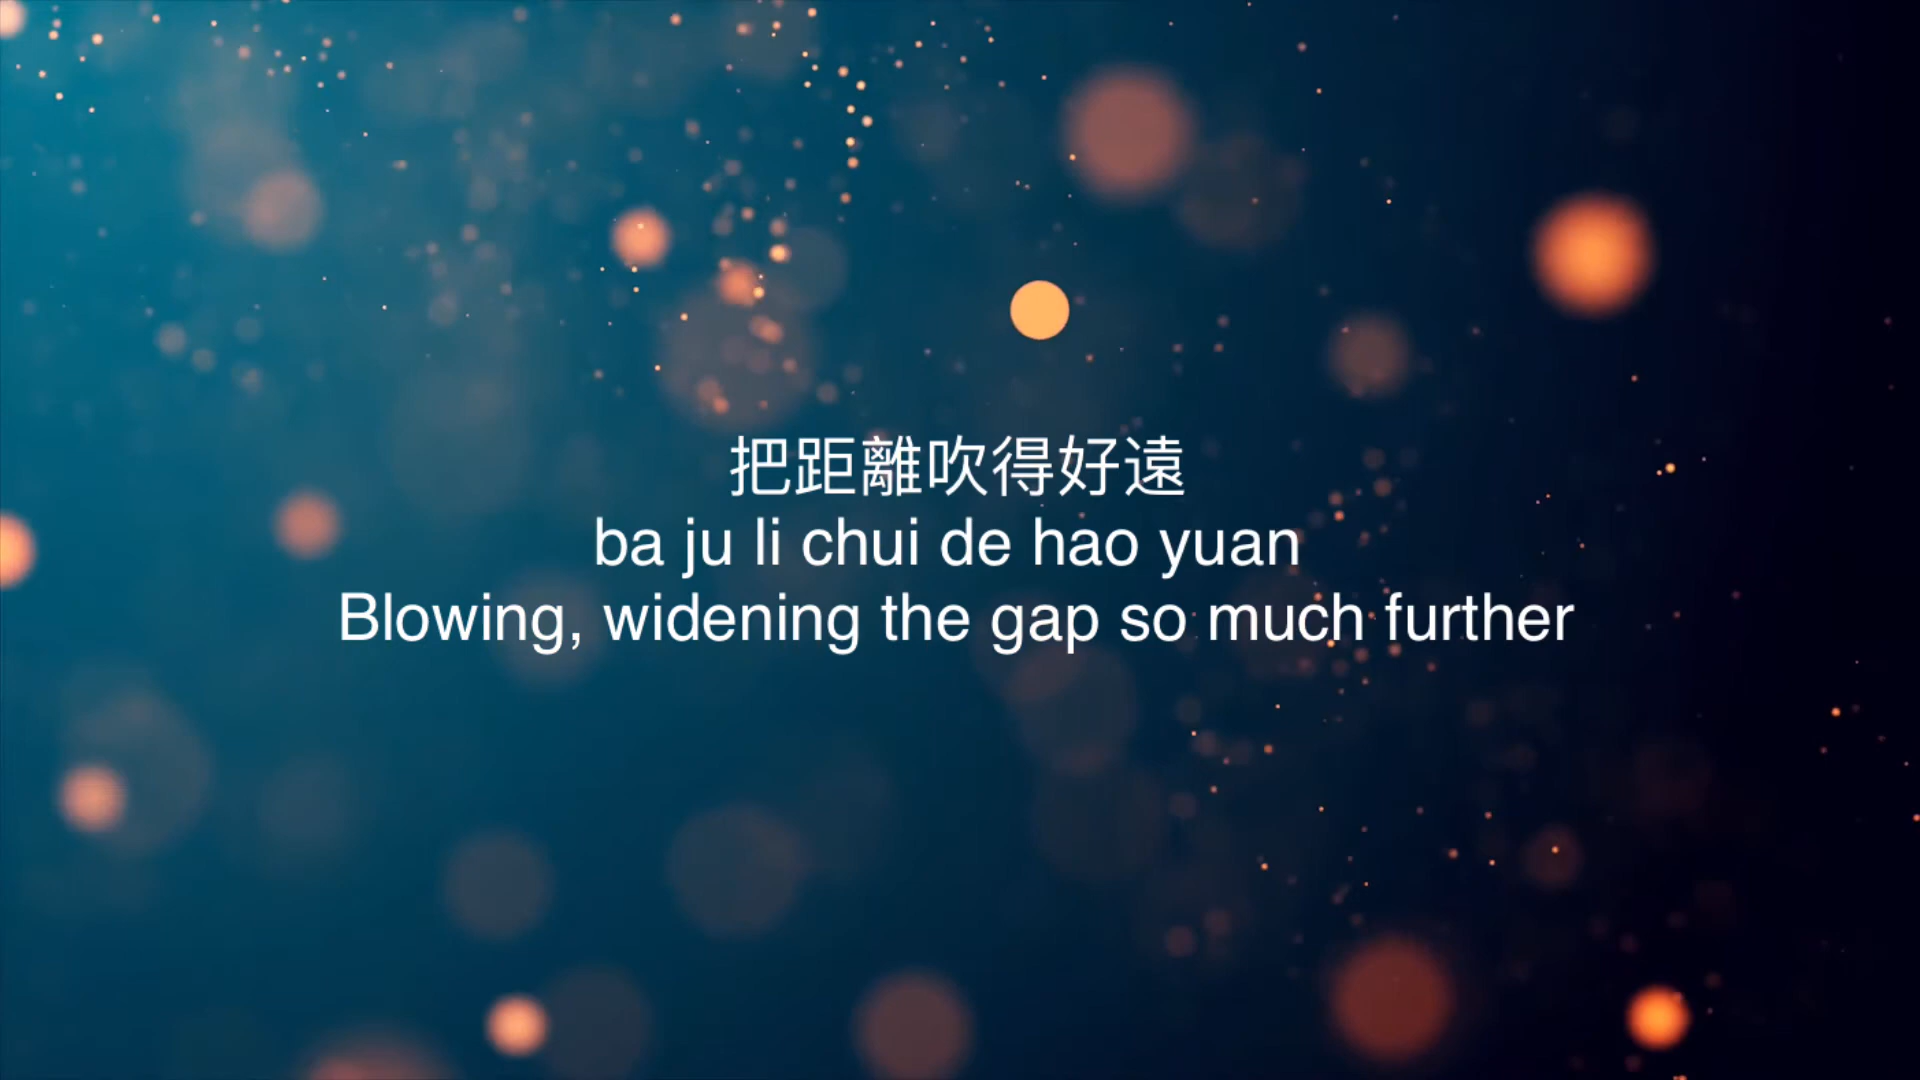 把距離吹得好遠
ba ju li chui de hao yuan
Blowing, widening the gap so much further